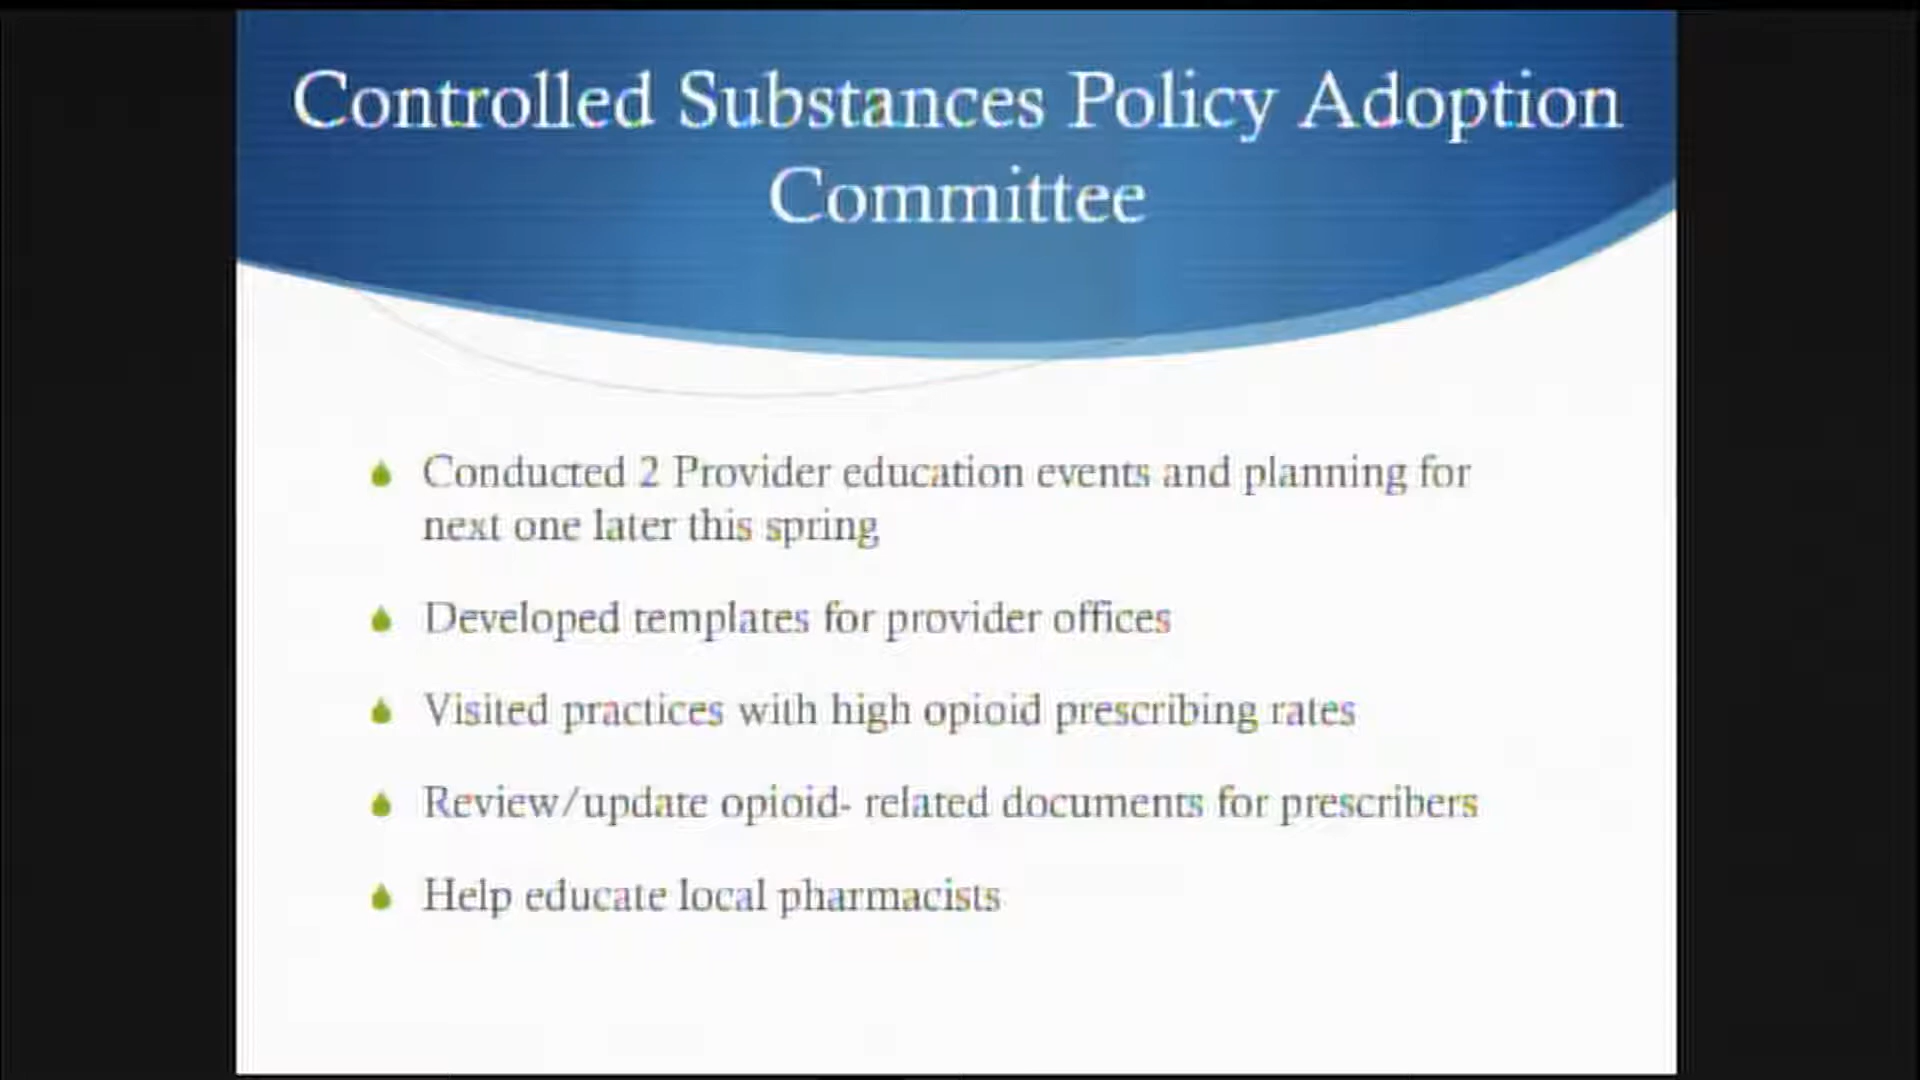 Controlled Substances Policy Adoption
Committee
Conducted 2 Provider education events and planning for
next one later this spring
Developed templates for provider offices
Visited practices with high opioid prescribing rates
Review/update opioid- related documents for prescribers
Help educate local pharmacists